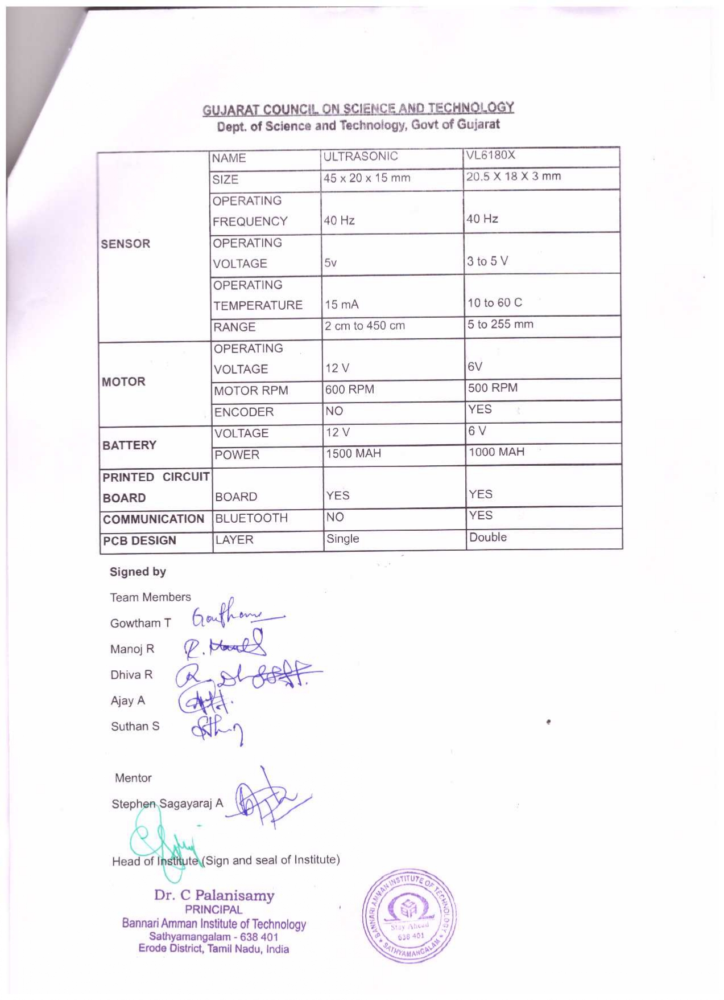 GUJARAT COUNCIL ON SCIENCE AND TECHNOLOGY
Dept. of Science and Technology, Govt of Gujarat
SENSOR
NAME ULTRASONIC VL6180X
SIZE 45 x 20 x 15 mm 20.5 X 18 X 3 mm
OPERATING
FREQUENCY 40 Hz 40 Hz
OPERATING
VOLTAGE 5v 3 to 5 V
OPERATING
TEMPERATURE 15 mA 10 to 60 C
RANGE 2 cm to 450 cm 5 to 255 mm
MOTOR
OPERATING
VOLTAGE 12 V 6V
MOTOR RPM 600 RPM 500 RPM
ENCODER NO YES
BATTERY
VOLTAGE 12 V 6 V
POWER 1500 MAH 1000 MAH
PRINTED CIRCUIT
BOARD BOARD YES YES
COMMUNICATION BLUETOOTH NO YES
PCB DESIGN LAYER Single Double
Signed by
Team Members
Gowtham T
Manoj R
Dhiva R
Ajay A
Suthan S
Mentor
Stephen Sagayaraj A
Head of Institute (Sign and seal of Institute)
Dr. C Palanisamy
PRINCIPAL
Bannari Amman Institute of Technology
Sathyamangalam - 638 401
Erode District, Tamil Nadu, India
BANNARI AMMAN INSTITUTE OF TECHNOLOGY
Stay Ahead
638 401
SATHYAMANGALAM